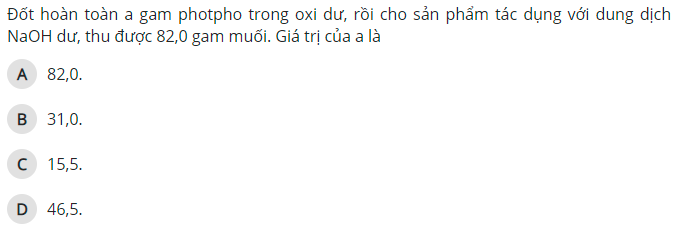 Đốt hoàn toàn a gam photpho trong oxi dư, rồi cho sản phẩm tác dụng với dung dịch
NaOH dư, thu được 82,0 gam muối. Giá trị của a là
A 82,0.
B 31,0.
C 15,5.
D 46,5.